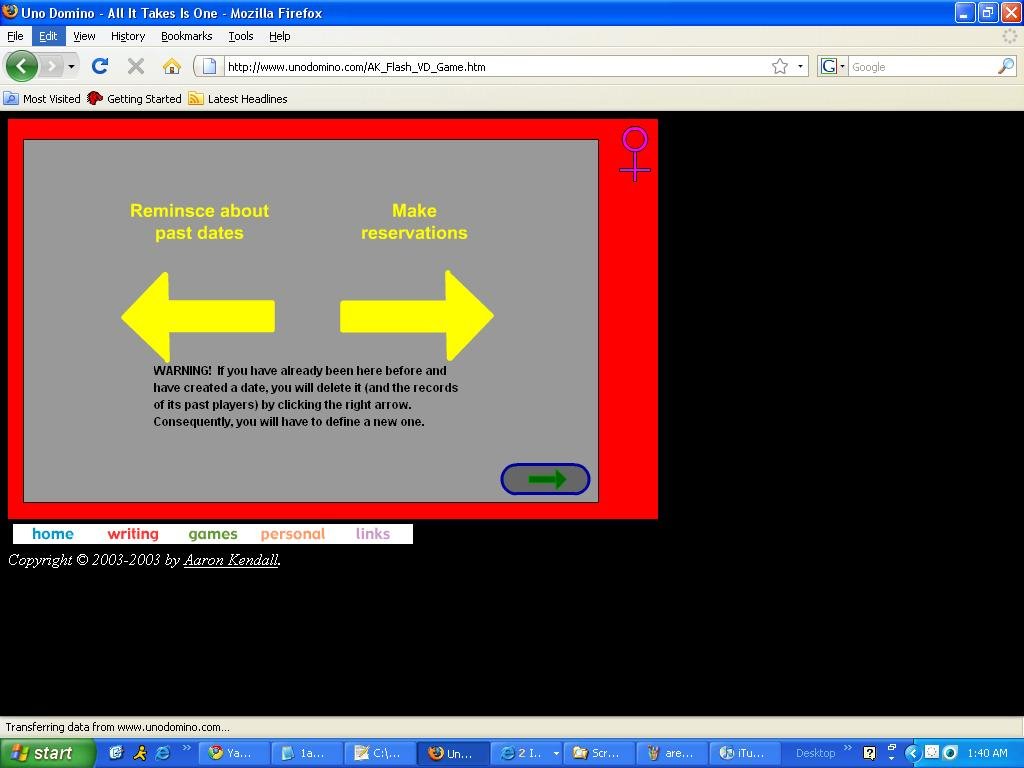 Uno Domino - All It Takes Is One - Mozilla Firefox
File Edit View History Bookmarks Tools Help
http://www.unodomino.com/AK_Flash_VD_Game.htm
G Google
Most Visited Getting Started Latest Headlines
Reminsce about
past dates
Make
reservations
WARNING! If you have already been here before and
have created a date, you will delete it (and the records
of its past players) by clicking the right arrow.
Consequently, you will have to define a new one.
home writing games personal links
Copyright © 2003-2003 by Aaron Kendall.
Transferring data from www.unodomino.com...
start Ya... 1a... C:\... Un... 2 I... Scr... are... iTu... Desktop 1:40 AM